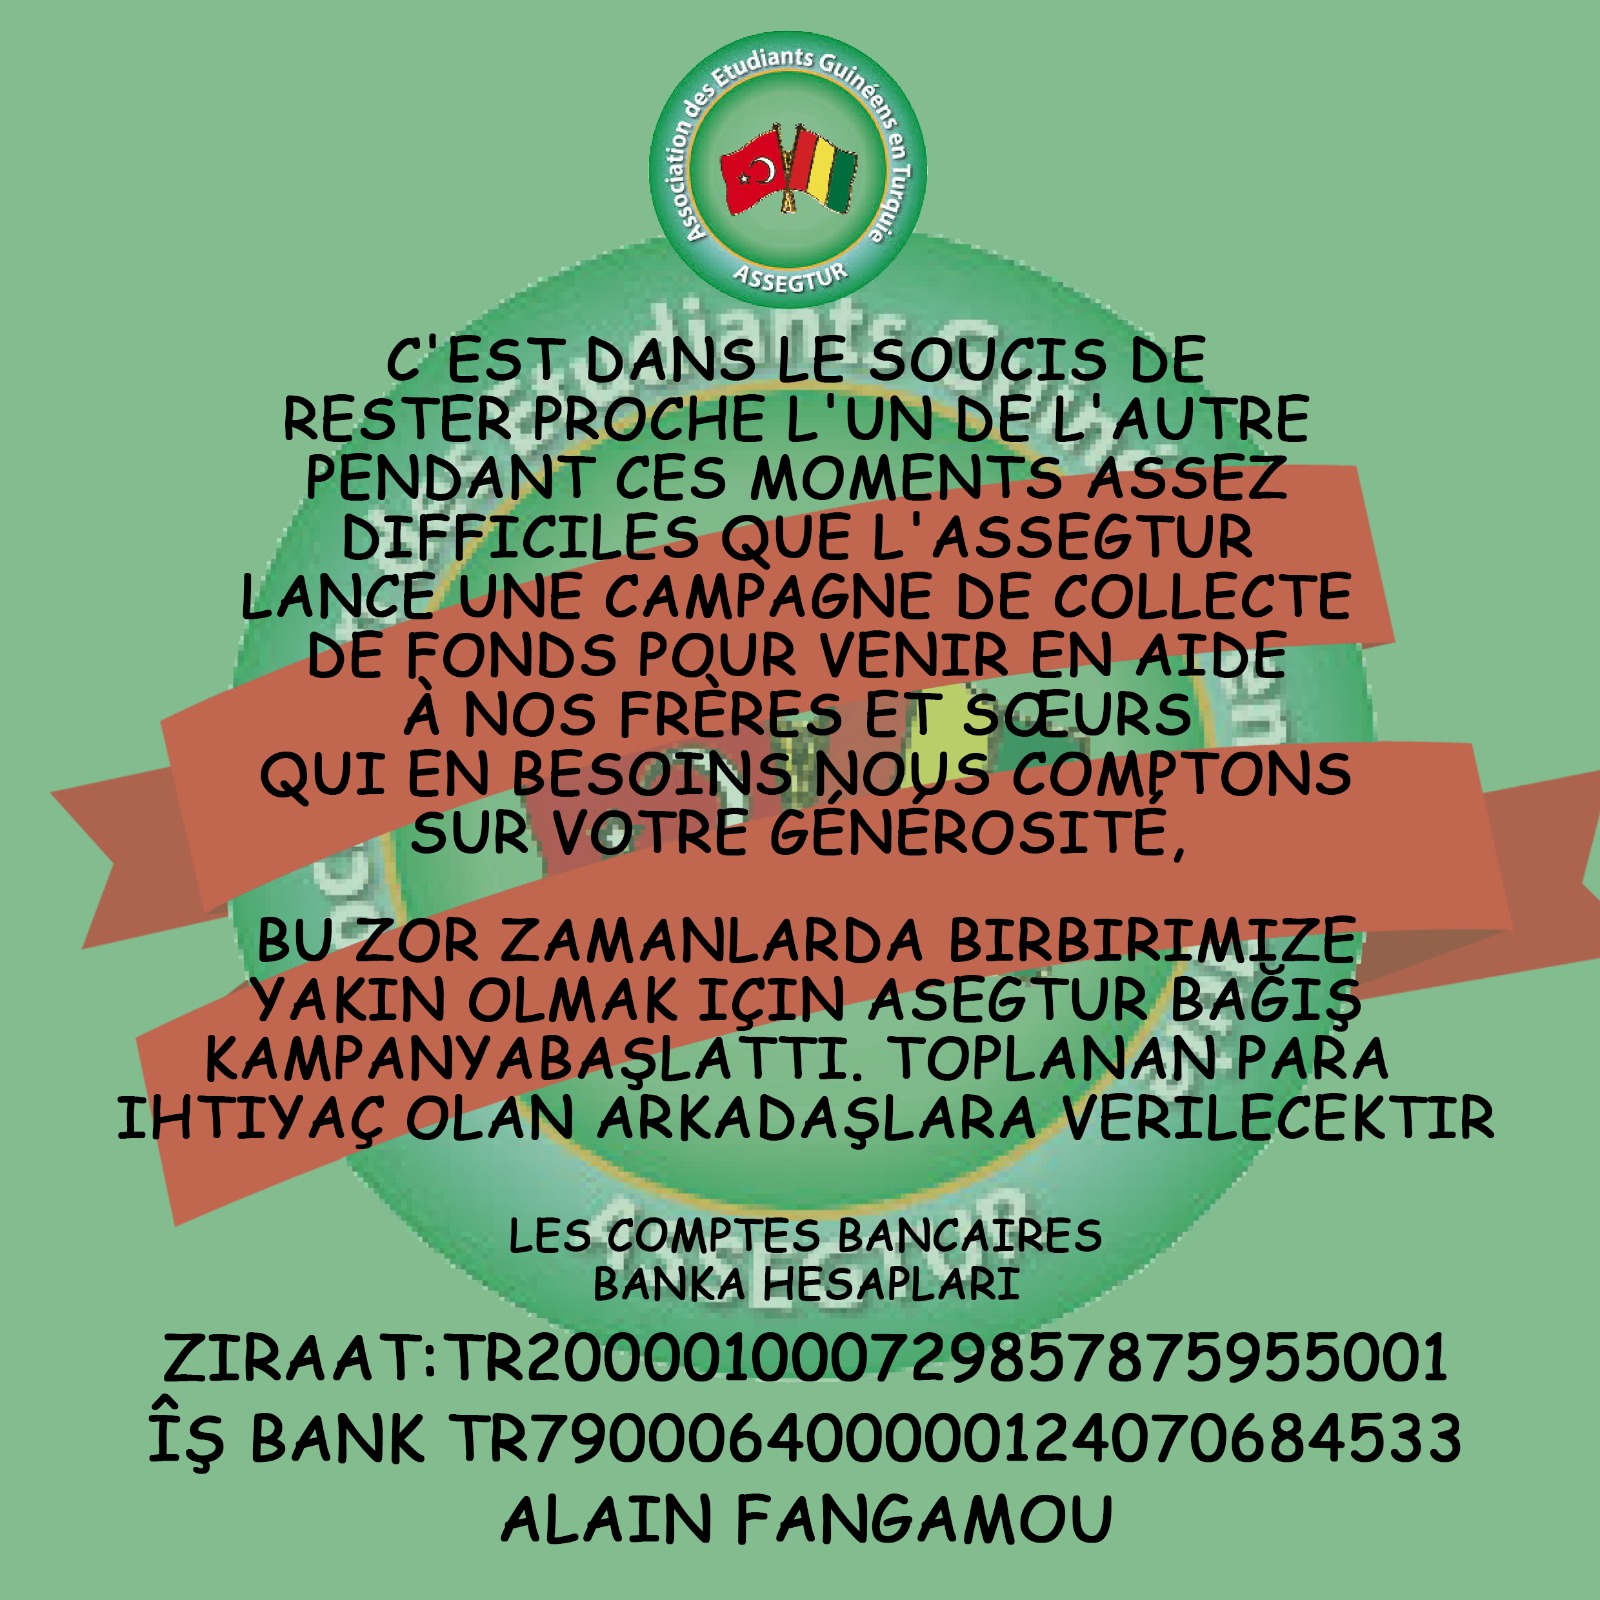 Association des Etudiants Guinéens en Turquie
ASSEGTUR
C'EST DANS LE SOUCIS DE
RESTER PROCHE L'UN DE L'AUTRE
PENDANT CES MOMENTS ASSEZ
DIFFICILES QUE L'ASSEGTUR
LANCE UNE CAMPAGNE DE COLLECTE
DE FONDS POUR VENIR EN AIDE
À NOS FRÈRES ET SŒURS
QUI EN BESOINS NOUS COMPTONS
SUR VOTRE GÉNÉROSITÉ,
BU ZOR ZAMANLARDA BIRBIRIMIZE
YAKIN OLMAK IÇIN ASEGTUR BAĞIŞ
KAMPANYABAŞLATTI. TOPLANAN PARA
IHTIYAÇ OLAN ARKADAŞLARA VERILECEKTIR
LES COMPTES BANCAIRES
BANKA HESAPLARI
ZIRAAT:TR200001000729857875955001
ÎŞ BANK TR790006400000124070684533
ALAIN FANGAMOU